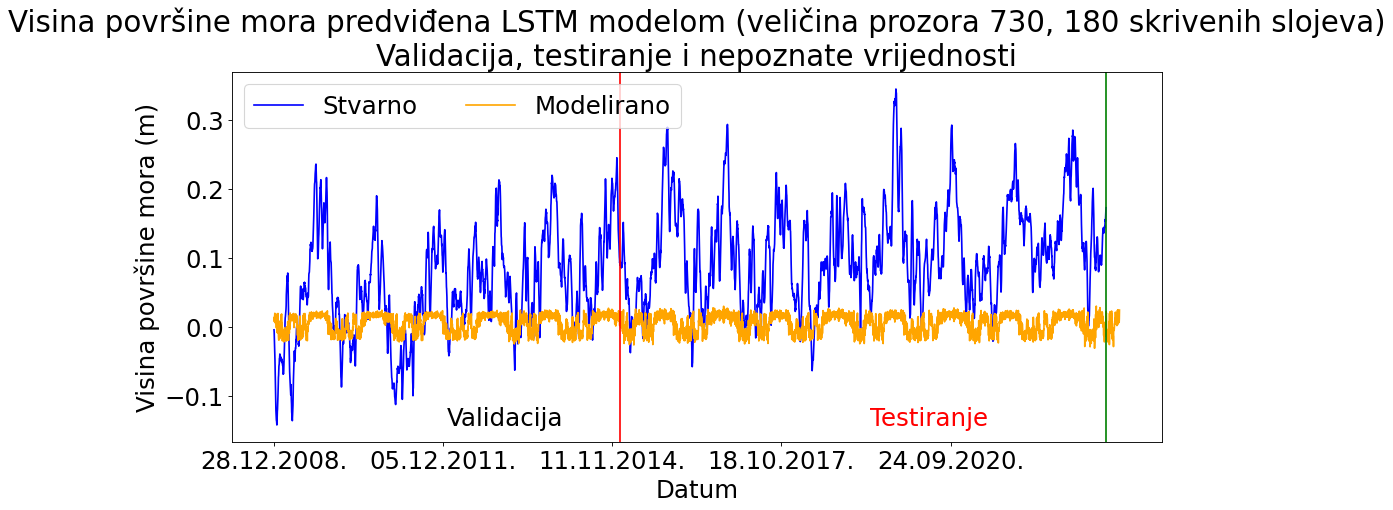 Visina površine mora predviđena LSTM modelom (veličina prozora 730, 180 skrivenih slojeva)
Validacija, testiranje i nepoznate vrijednosti
Stvarno
Modelirano
Visina površine mora (m)
0.3
0.2
0.1
0.0
−0.1
Validacija
Testiranje
28.12.2008.
05.12.2011.
11.11.2014.
18.10.2017.
24.09.2020.
Datum